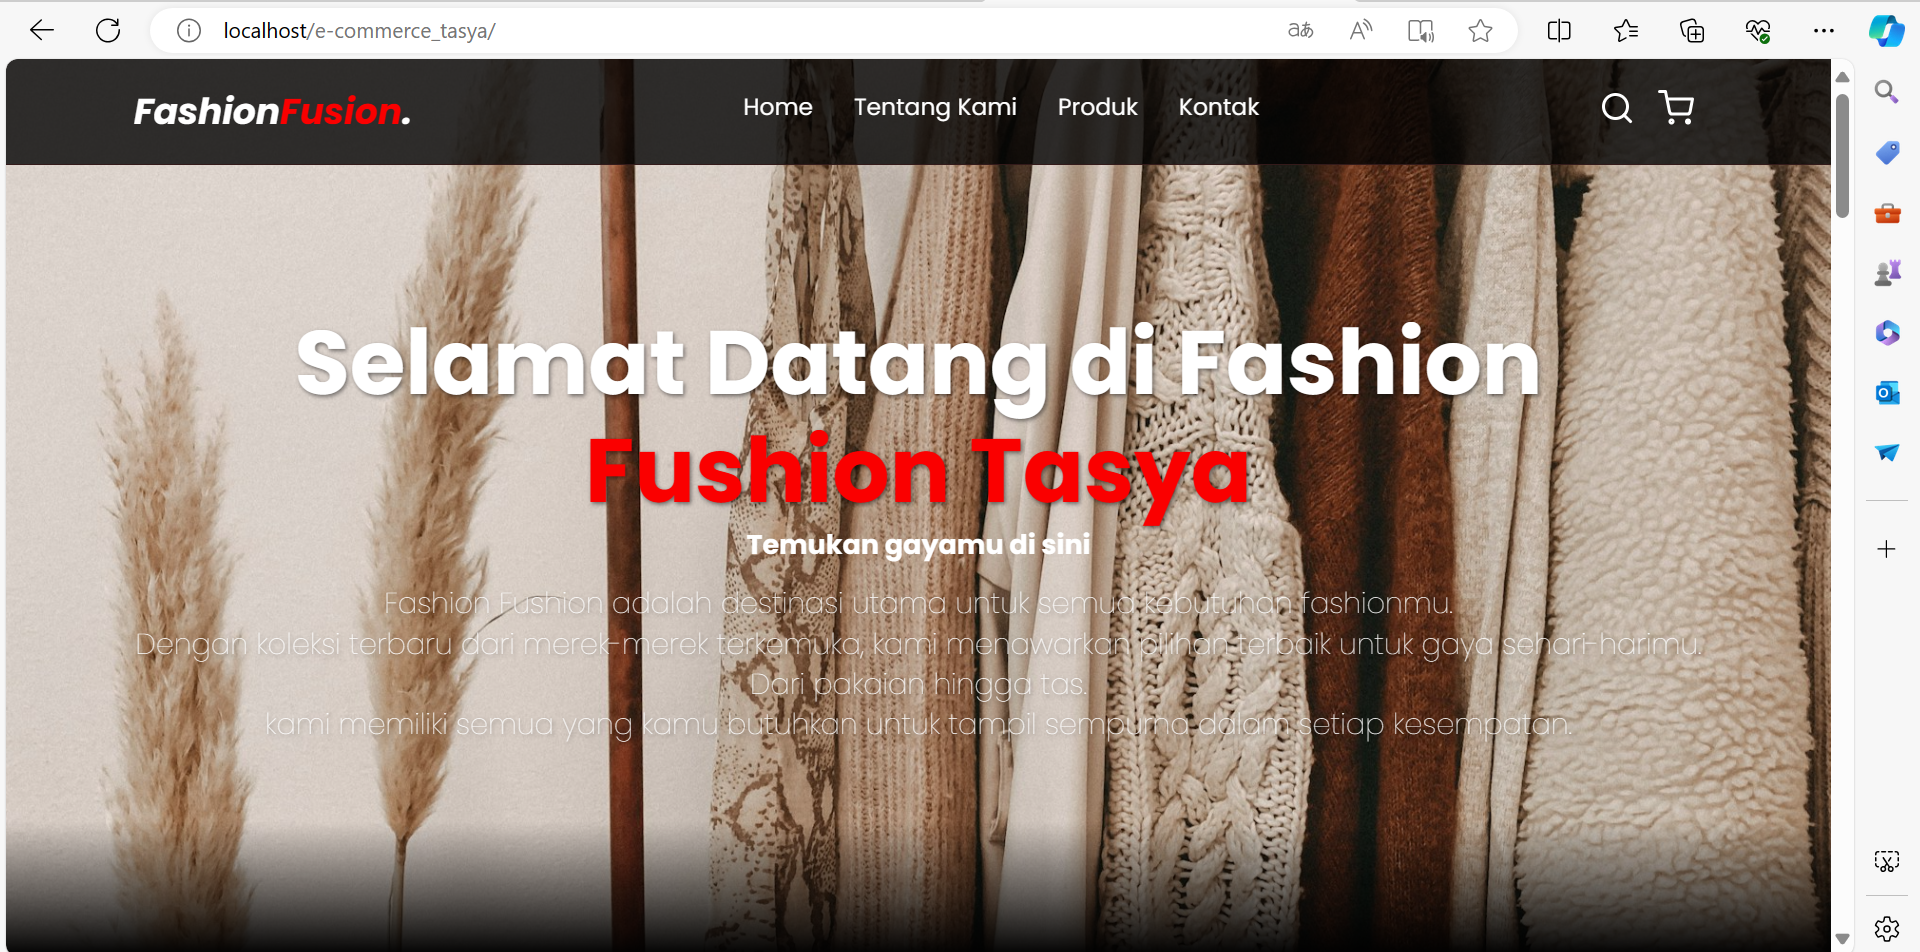 localhost/e-commerce_tasya/
FashionFusion.
Home Tentang Kami Produk Kontak
Selamat Datang di Fashion
Fushion Tasya
Temukan gayamu di sini
Fashion Fushion adalah destinasi utama untuk semua kebutuhan fashionmu.
Dengan koleksi terbaru dari merek-merek terkemuka, kami menawarkan pilihan terbaik untuk gaya sehari-harimu.
Dari pakaian hingga tas.
kami memiliki semua yang kamu butuhkan untuk tampil sempurna dalam setiap kesempatan.